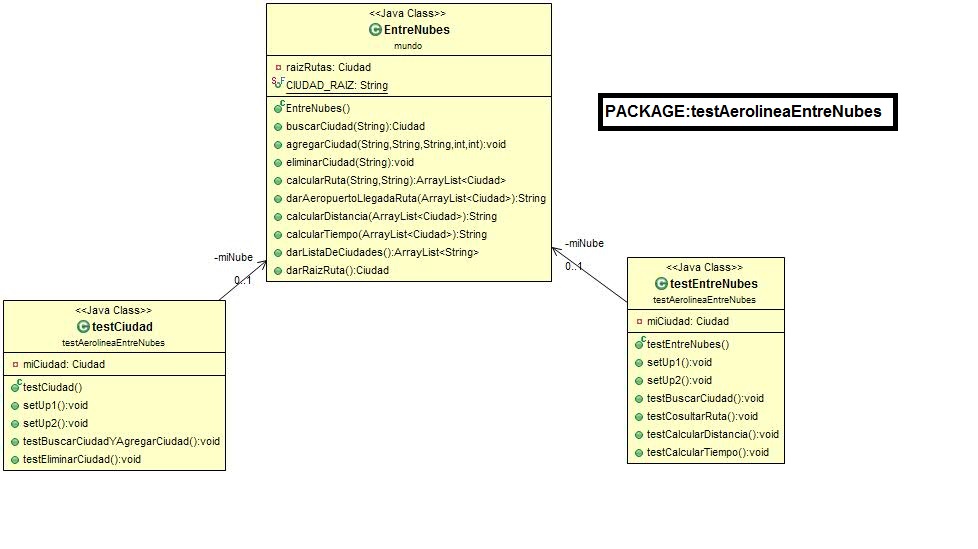 <<Java Class>>
EntreNubes
mundo
raizRutas: Ciudad
CIUDAD_RAIZ: String
EntreNubes()
buscarCiudad(String):Ciudad
agregarCiudad(String,String,String,int,int):void
eliminarCiudad(String):void
calcularRuta(String,String):ArrayList<Ciudad>
darAeropuertoLlegadaRuta(ArrayList<Ciudad>):String
calcularDistancia(ArrayList<Ciudad>):String
calcularTiempo(ArrayList<Ciudad>):String
darListaDeCiudades():ArrayList<String>
darRaizRuta():Ciudad
PACKAGE:testAerolineaEntreNubes
-miNube
0..1
-miNube
0..1
<<Java Class>>
testCiudad
testAerolineaEntreNubes
miCiudad: Ciudad
testCiudad()
setUp1():void
setUp2():void
testBuscarCiudadYAgregarCiudad():void
testEliminarCiudad():void
<<Java Class>>
testEntreNubes
testAerolineaEntreNubes
miCiudad: Ciudad
testEntreNubes()
setUp1():void
setUp2():void
testBuscarCiudad():void
testCosultarRuta():void
testCalcularDistancia():void
testCalcularTiempo():void